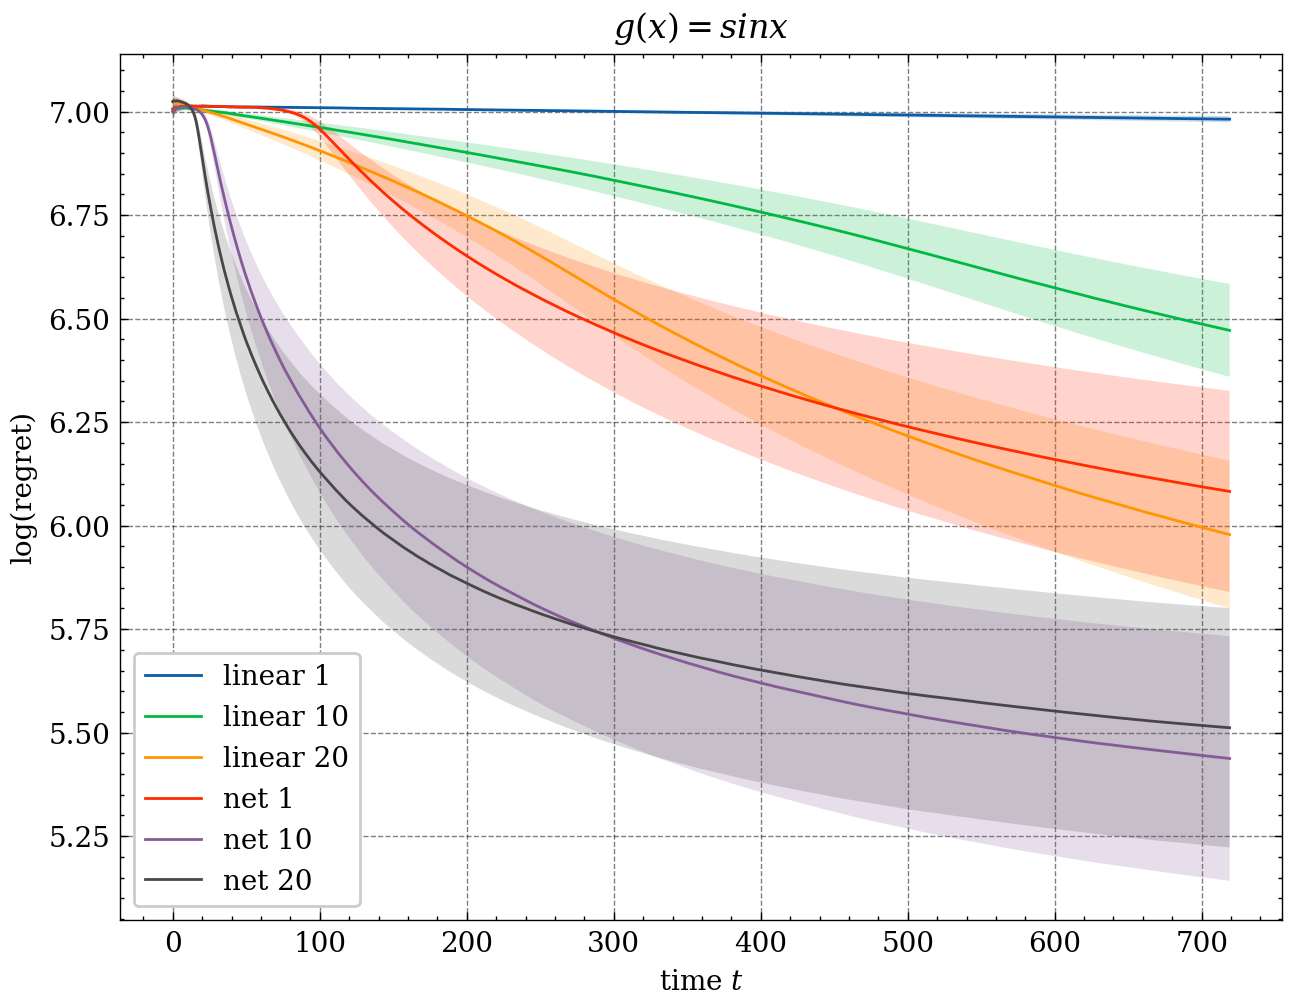 g(x) = sinx
log(regret)
7.00
6.75
6.50
6.25
6.00
5.75
5.50
5.25
linear 1
linear 10
linear 20
net 1
net 10
net 20
0 100 200 300 400 500 600 700
time t